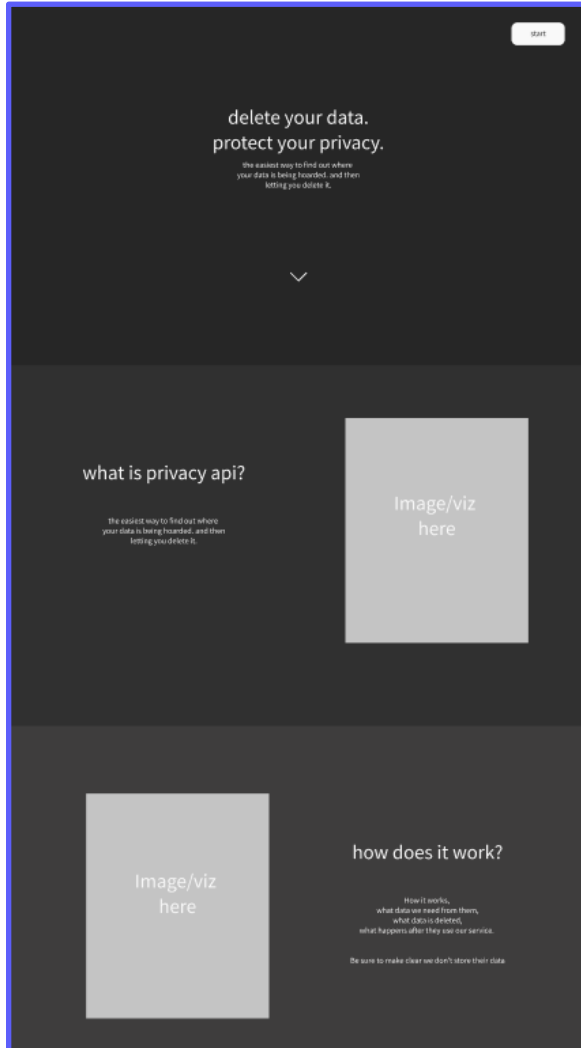 start
delete your data.
protect your privacy.
the easiest way to find out where
your data is being hoarded. and then
letting you delete it.
what is privacy api?
the easiest way to find out where
your data is being hoarded. and then
letting you delete it.
Image/viz
here
Image/viz
here
how does it work?
How it works,
what data we need from them,
what data is deleted,
what happens after they use our service.
Be sure to make clear we don't store their data